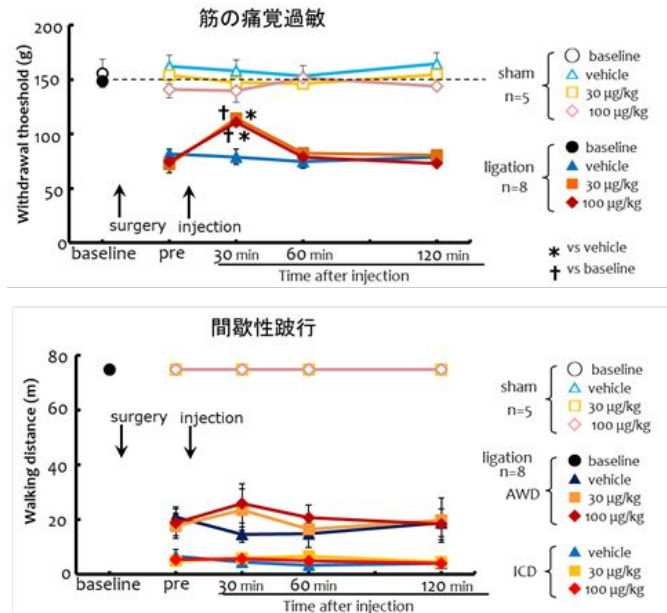 筋の痛覚過敏
Withdrawal thoeshold (g)
200
150
100
50
0
† *
† *
surgery injection
baseline pre 30 min 60 min 120 min
Time after injection
sham
n=5
baseline
vehicle
30 µg/kg
100 µg/kg
ligation
n=8
baseline
vehicle
30 µg/kg
100 µg/kg
* vs vehicle
† vs baseline
間歇性跛行
Walking distance (m)
80
60
40
20
0
surgery injection
baseline pre 30 min 60 min 120 min
Time after injection
sham
n=5
baseline
vehicle
30 µg/kg
100 µg/kg
ligation
n=8
AWD
baseline
vehicle
30 µg/kg
100 µg/kg
ICD
vehicle
30 µg/kg
100 µg/kg